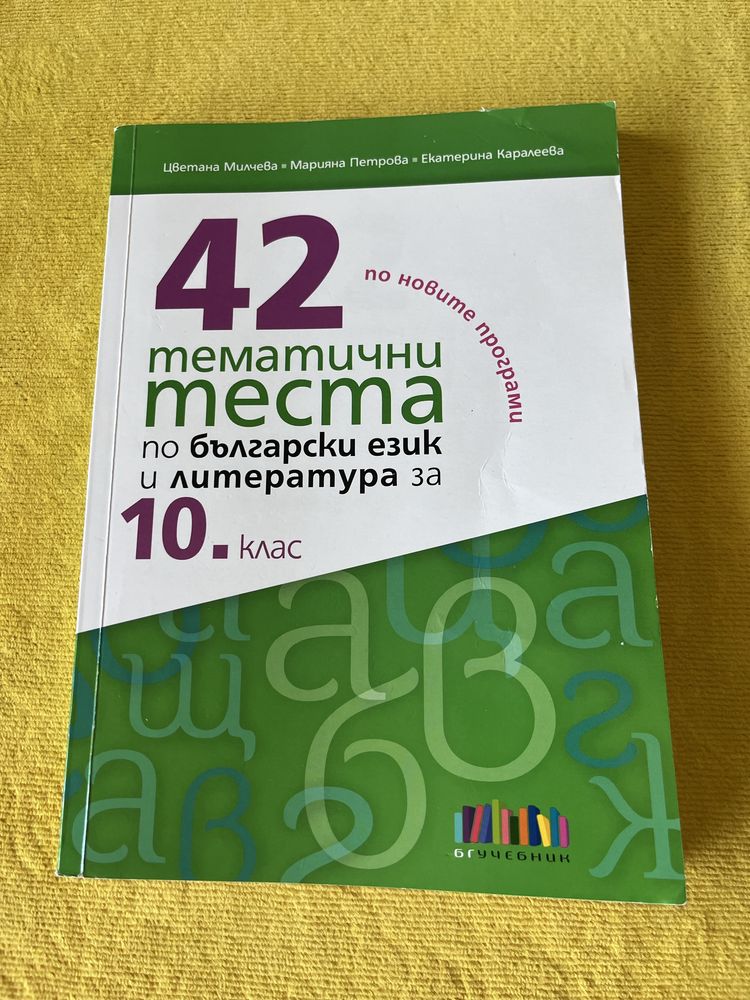 Цветана Милчева ▪ Марияна Петрова ▪ Екатерина Каралеева
42
по новите програми
тематични
теста
по български език
и литература за
10. клас
а
щ
а
б
в
а
г
а
в
г
ж
БГУЧЕБНИК